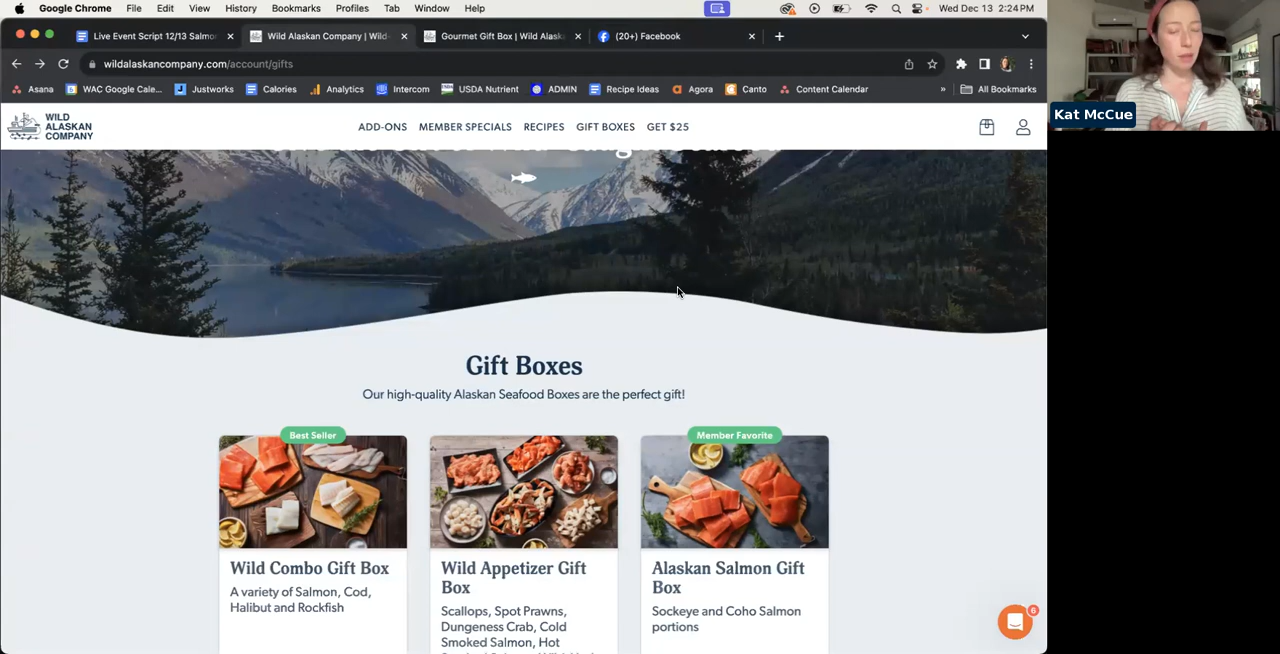 Google Chrome File Edit View History Bookmarks Profiles Tab Window Help Wed Dec 13 2:24 PM
Live Event Script 12/13 Salmo Wild Alaskan Company | Wild Gourmet Gift Box | Wild Alask (20+) Facebook
wildalaskancompany.com/account/gifts
Asana WAC Google Cale... Justworks Calories Analytics Intercom USDA Nutrient ADMIN Recipe Ideas Agora Canto Content Calendar » All Bookmarks
Kat McCue
WILD
ALASKAN
COMPANY
ADD-ONS MEMBER SPECIALS RECIPES GIFT BOXES GET $25
Gift Boxes
Our high-quality Alaskan Seafood Boxes are the perfect gift!
Best Seller
Wild Combo Gift Box
A variety of Salmon, Cod,
Halibut and Rockfish
Wild Appetizer Gift
Box
Scallops, Spot Prawns,
Dungeness Crab, Cold
Smoked Salmon, Hot
Member Favorite
Alaskan Salmon Gift
Box
Sockeye and Coho Salmon
portions
6